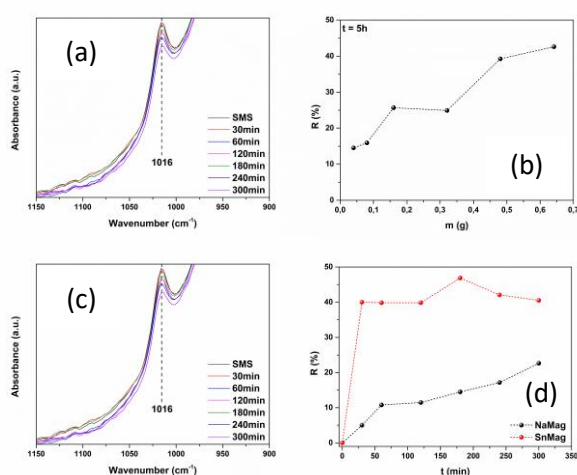 (a)
Absorbance (a.u.)
1016
SMS
30min
60min
120min
180min
240min
300min
1150 1100 1050 1000 950 900
Wavenumber (cm⁻¹)
t = 5h
(b)
R (%)
50
40
30
20
10
0
0,0 0,1 0,2 0,3 0,4 0,5 0,6 0,7
m (g)
(c)
Absorbance (a.u.)
1016
SMS
30min
60min
120min
180min
240min
300min
1150 1100 1050 1000 950 900
Wavenumber (cm⁻¹)
(d)
R (%)
50
40
30
20
10
0
NaMag
SnMag
0 50 100 150 200 250 300 350
t (min)